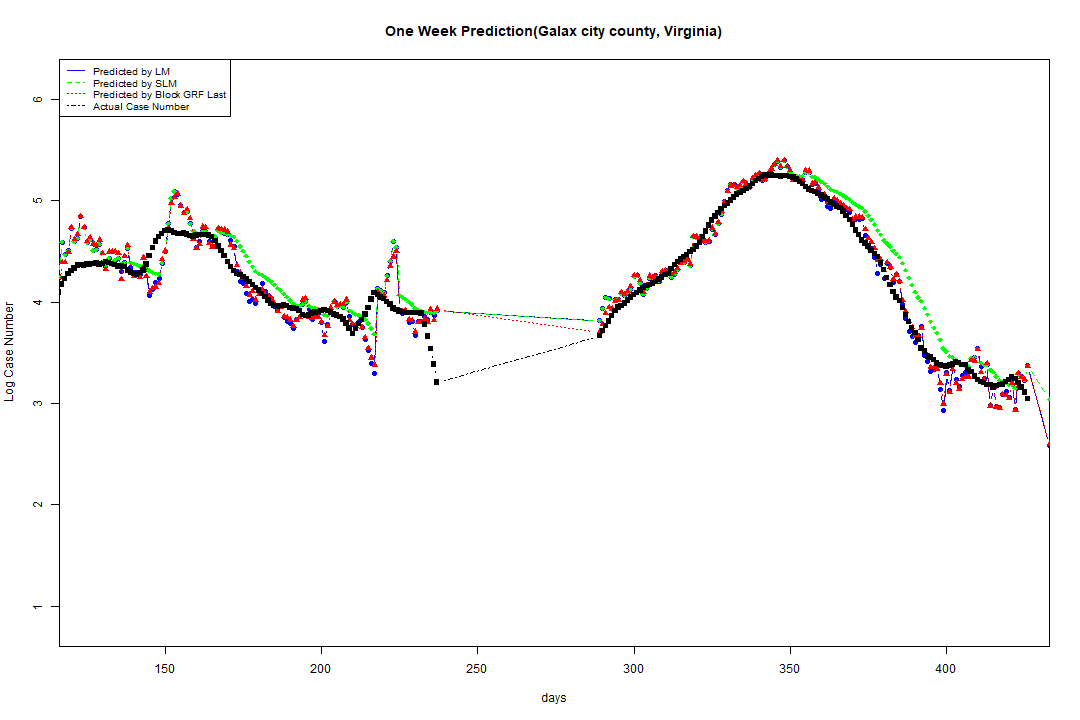 One Week Prediction(Galax city county, Virginia)
Predicted by LM
Predicted by SLM
Predicted by Block GRF Last
Actual Case Number
6
5
4
3
2
1
Log Case Number
150 200 250 300 350 400
days